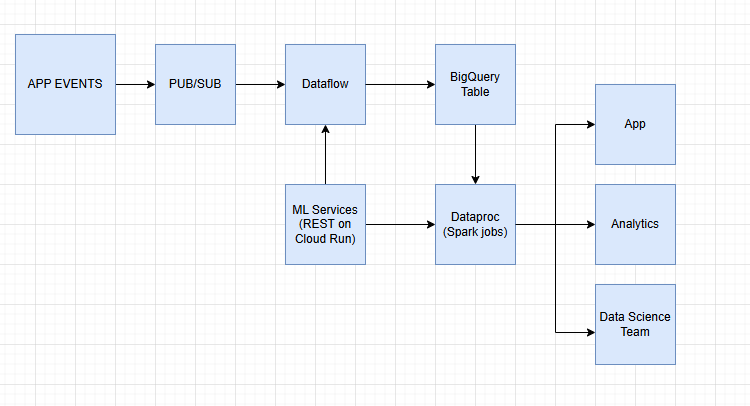 APP EVENTS
PUB/SUB
Dataflow
BigQuery
Table
App
ML Services
(REST on
Cloud Run)
Dataproc
(Spark jobs)
Analytics
Data Science
Team